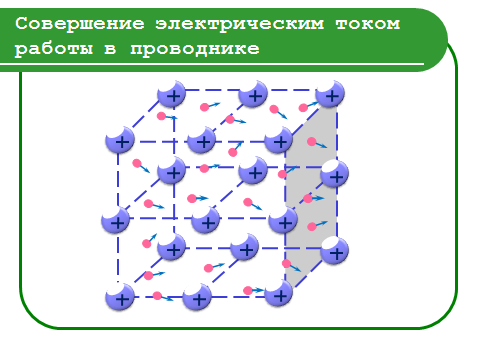 Совершение электрическим током
работы в проводнике
+ + +
+ + +
+ + +
+ + +
+ + +
+ + +